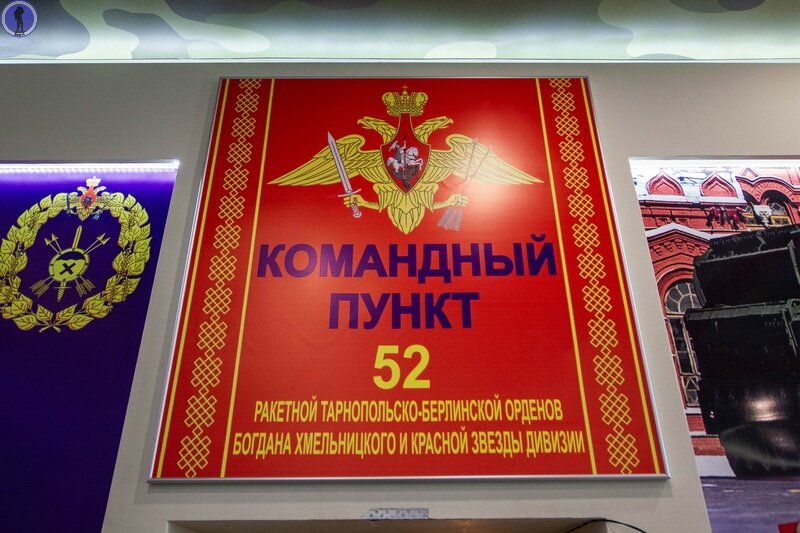 КОМАНДНЫЙ
ПУНКТ
52
РАКЕТНОЙ ТАРНОПОЛЬСКО-БЕРЛИНСКОЙ ОРДЕНОВ
БОГДАНА ХМЕЛЬНИЦКОГО И КРАСНОЙ ЗВЕЗДЫ ДИВИЗИИ